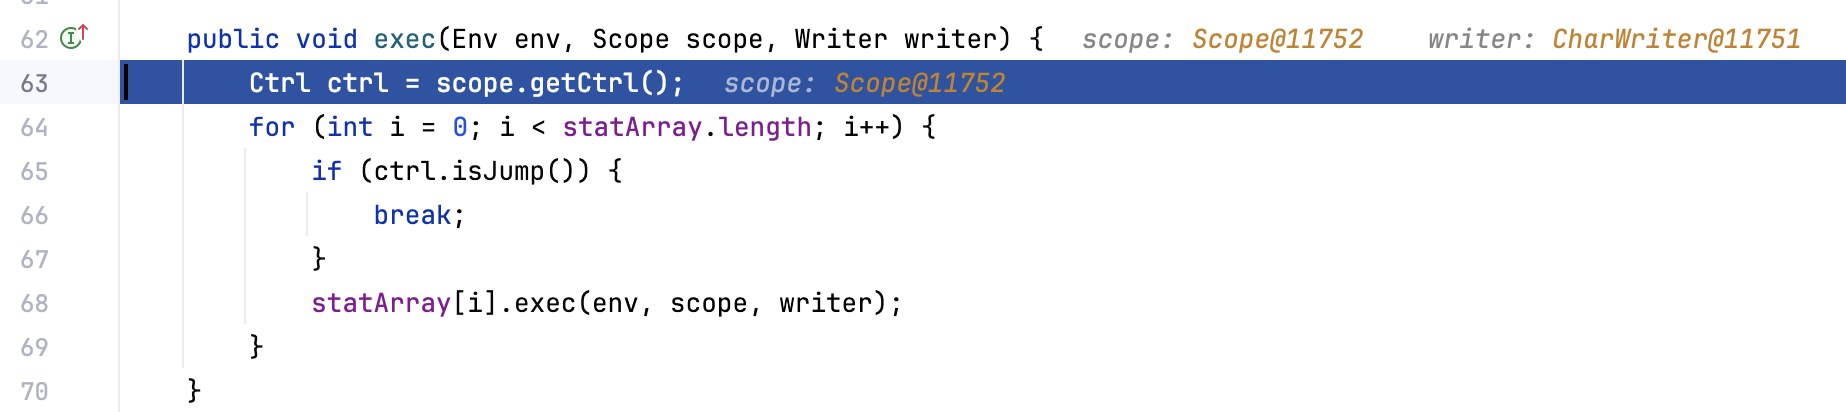 62 public void exec(Env env, Scope scope, Writer writer) { scope: Scope@11752 writer: CharWriter@11751
63 Ctrl ctrl = scope.getCtrl(); scope: Scope@11752
64 for (int i = 0; i < statArray.length; i++) {
65 if (ctrl.isJump()) {
66 break;
67 }
68 statArray[i].exec(env, scope, writer);
69 }
70 }